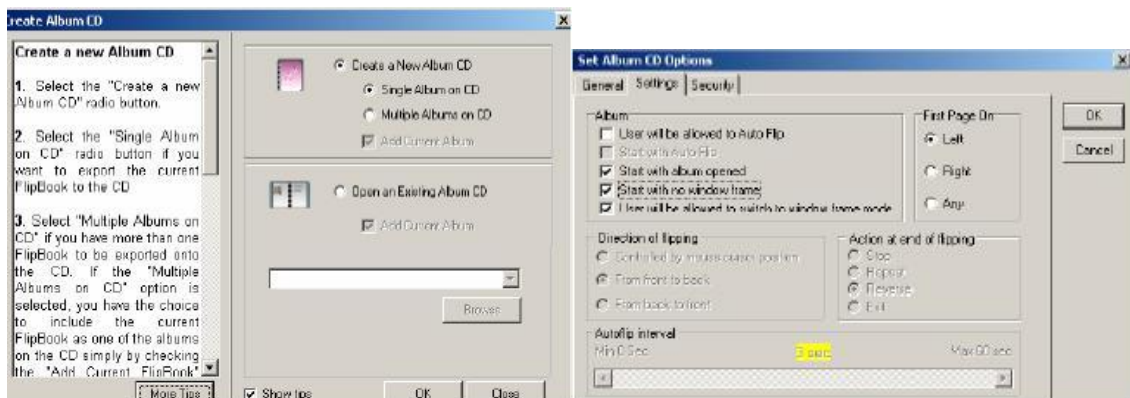 Create Album CD
Create a new Album CD
1. Select the "Create a new
Album CD" radio button.
2. Select the "Single Album
on CD" radio button if you
want to export the current
FlipBook to the CD
3. Select "Multiple Albums on
CD" if you have more than one
FlipBook to be exported onto
the CD. If the "Multiple
Albums on CD" option is
selected, you have the choice
to include the current
FlipBook as one of the albums
on the CD simply by checking
the "Add Current FlipBook"
More Tips
Create a New Album CD
Single Album on CD
Multiple Albums on CD
Add Current Album
Open an Existing Album CD
Add Current Album
Browse
Show tips
OK
Close
Set Album CD Options
General
Settings
Security
Album
User will be allowed to Auto Flip
Start with Auto Flip
Start with album opened
Start with no window frame
User will be allowed to switch to window frame mode
First Page On
Left
Right
Any
OK
Cancel
Direction of flipping
Controlled by mouse cursor position
From front to back
From back to front
Action at end of flipping
Stop
Repeat
Reverse
Exit
Autoflip interval
Min 0 Sec
3 sec
Max 60 sec